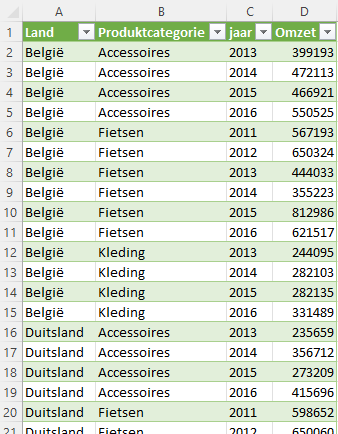 A B C D
1 Land Produktcategorie jaar Omzet
2 België Accessoires 2013 399193
3 België Accessoires 2014 472113
4 België Accessoires 2015 466921
5 België Accessoires 2016 550525
6 België Fietsen 2011 567193
7 België Fietsen 2012 650324
8 België Fietsen 2013 444033
9 België Fietsen 2014 355223
10 België Fietsen 2015 812986
11 België Fietsen 2016 621517
12 België Kleding 2013 244095
13 België Kleding 2014 282103
14 België Kleding 2015 282135
15 België Kleding 2016 331489
16 Duitsland Accessoires 2013 235659
17 Duitsland Accessoires 2014 356712
18 Duitsland Accessoires 2015 273209
19 Duitsland Accessoires 2016 415696
20 Duitsland Fietsen 2011 598652
21 Duitsland Fietsen 2012 650060